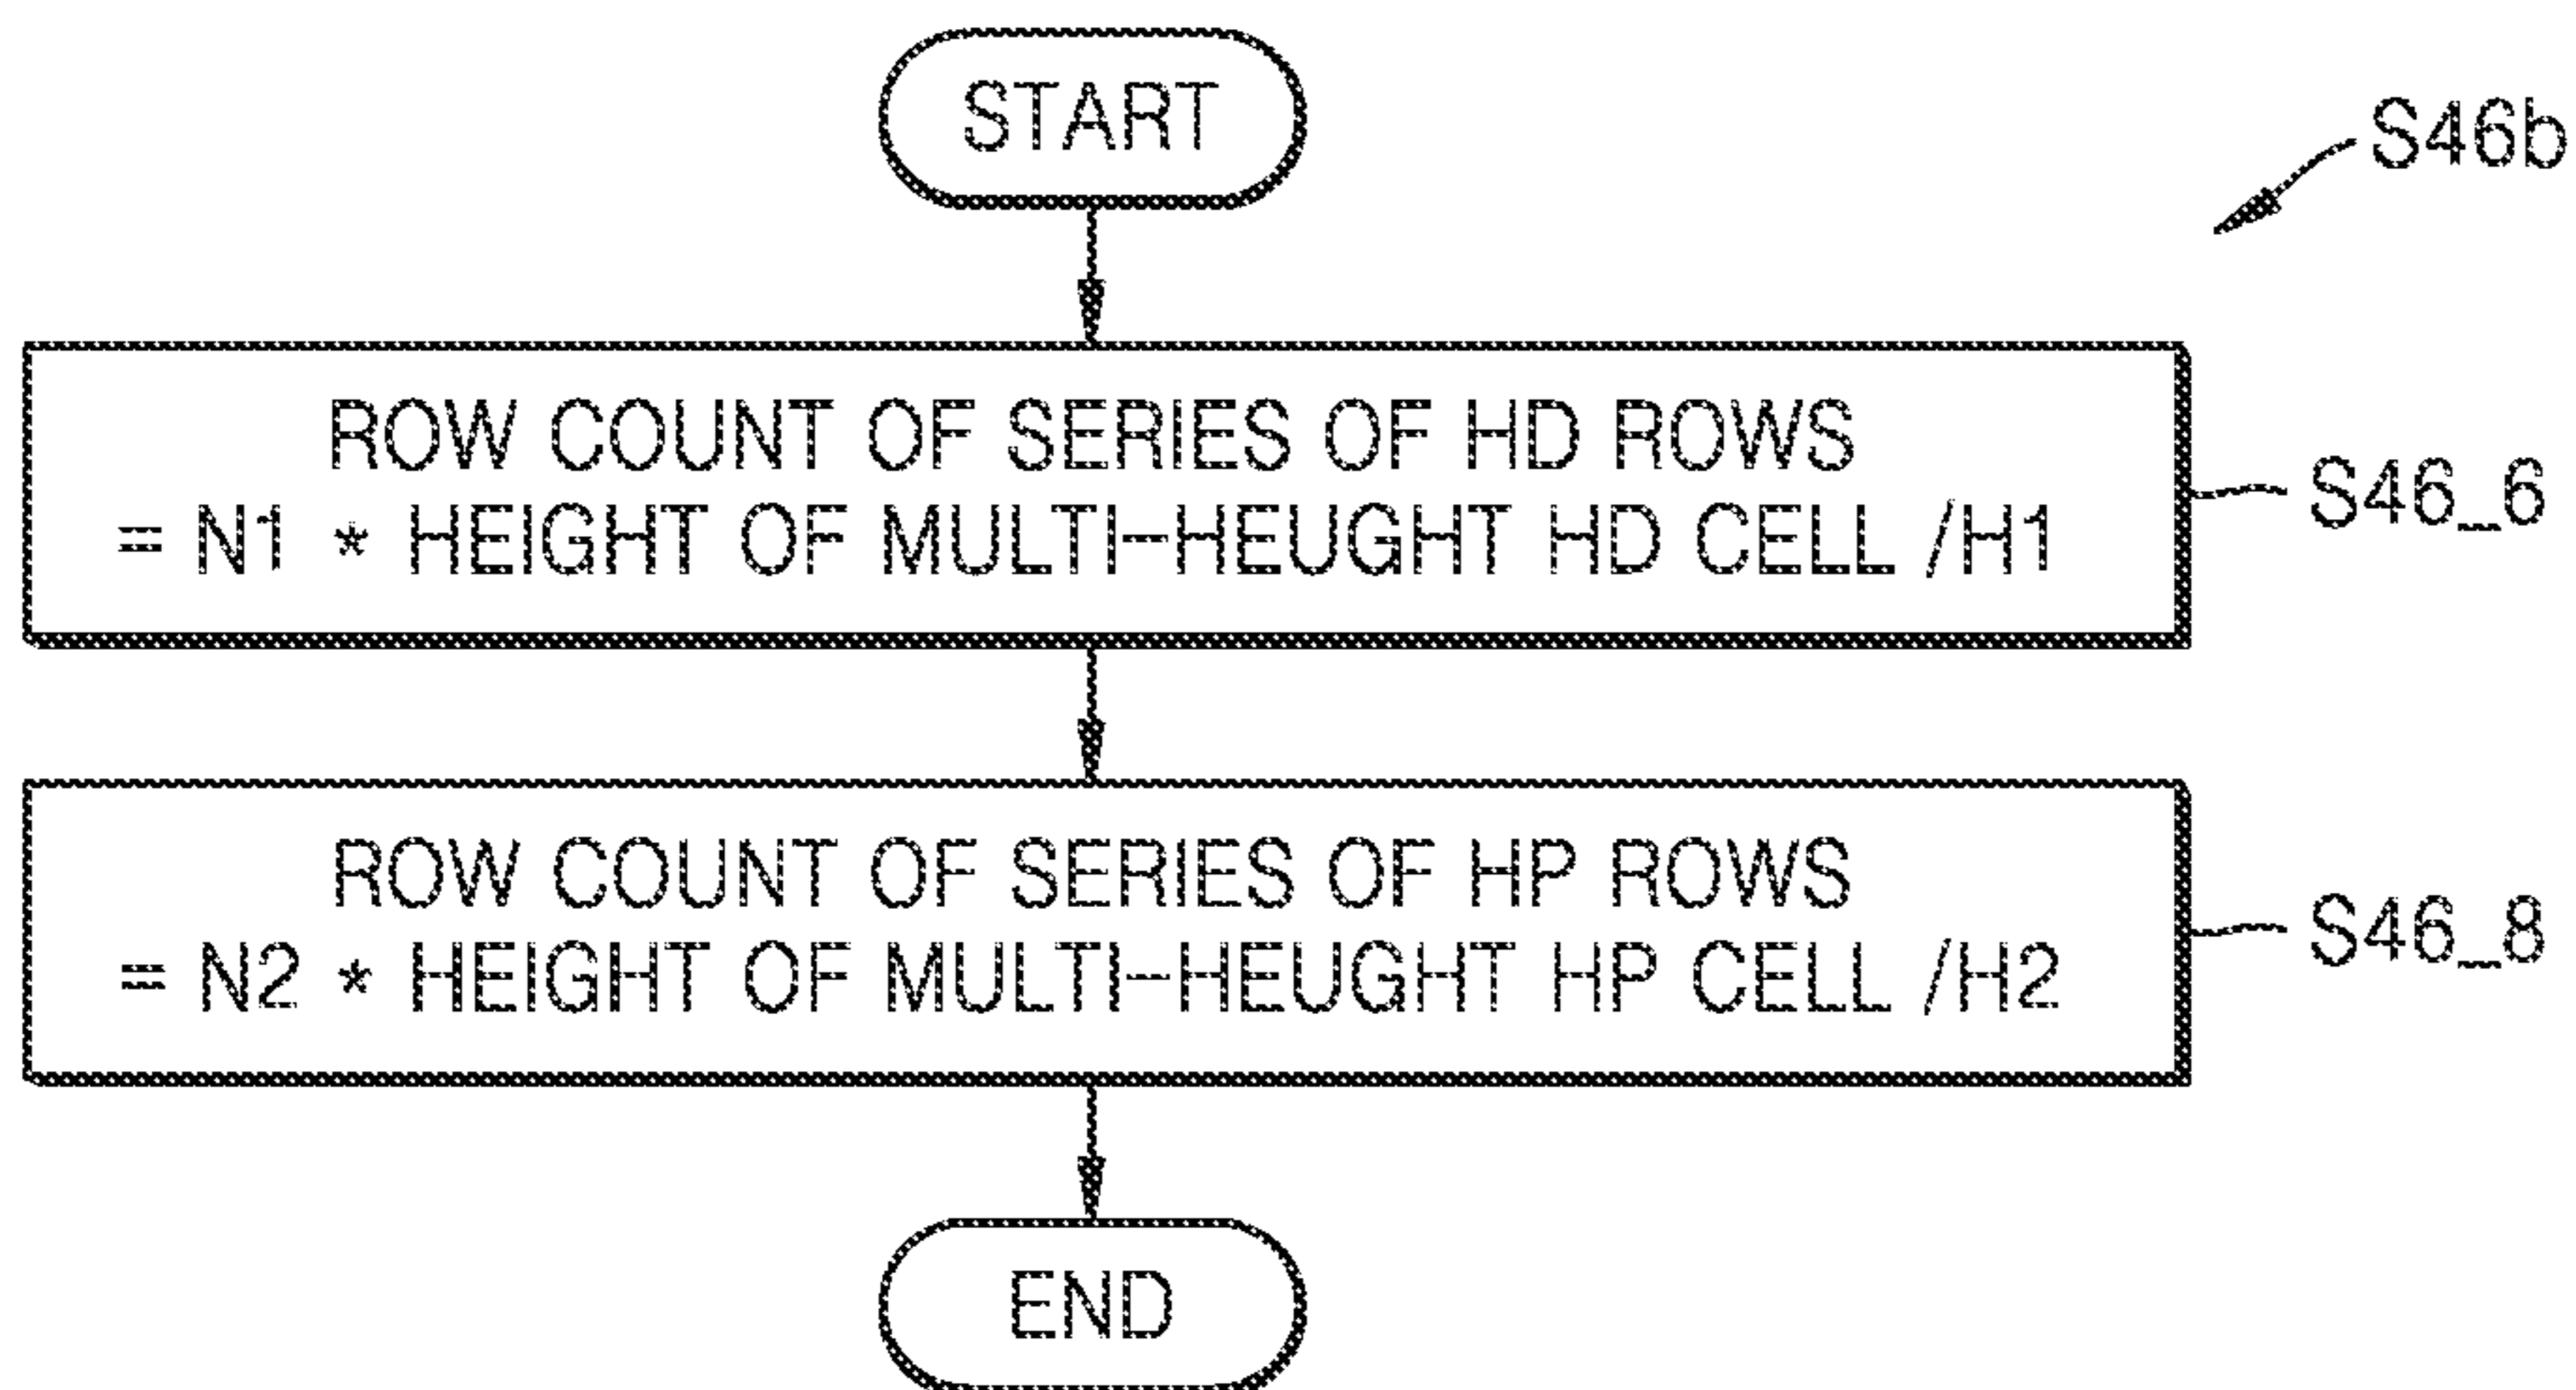 START
S46b
ROW COUNT OF SERIES OF HD ROWS
= N1 * HEIGHT OF MULTI-HEUGHT HD CELL /H1
S46_6
ROW COUNT OF SERIES OF HP ROWS
= N2 * HEIGHT OF MULTI-HEUGHT HP CELL /H2
S46_8
END